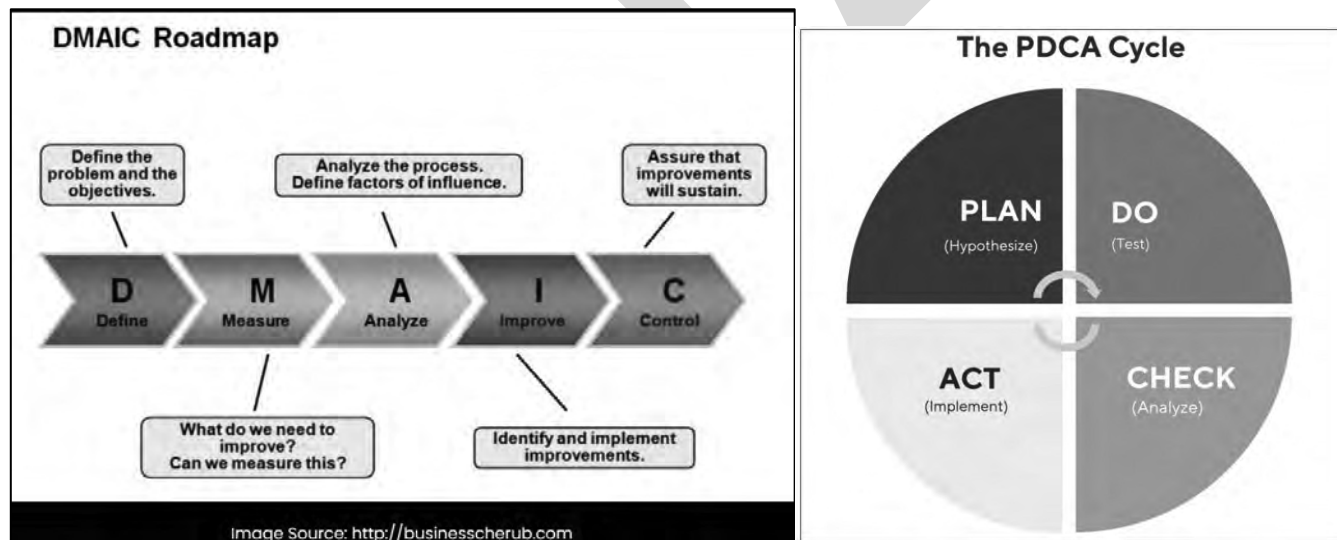 DMAIC Roadmap
Define the
problem and the
objectives.
Analyze the process.
Define factors of influence.
Assure that
improvements
will sustain.
D
Define
M
Measure
A
Analyze
I
Improve
C
Control
What do we need to
improve?
Can we measure this?
Identify and implement
improvements.
Image Source: http://businesscherub.com
The PDCA Cycle
PLAN
(Hypothesize)
DO
(Test)
ACT
(Implement)
CHECK
(Analyze)